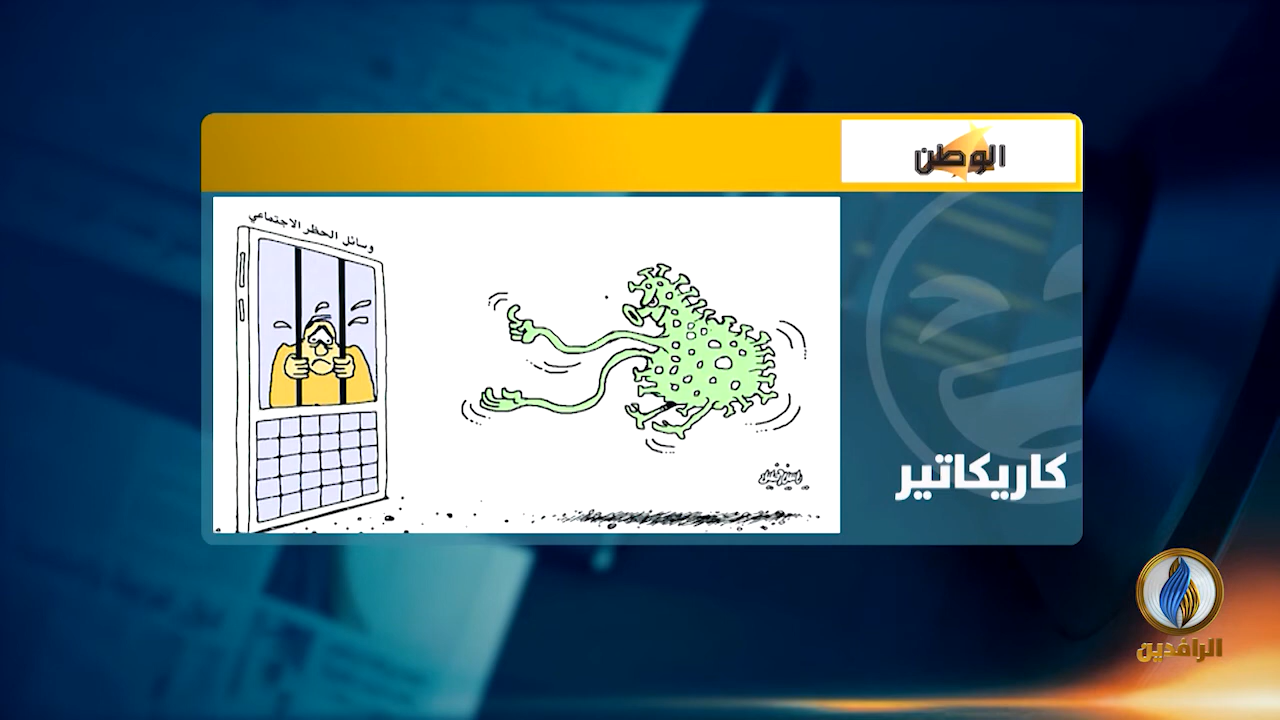 الوطن
وسائل الحظر الاجتماعي
كاريكاتير
الرافدين